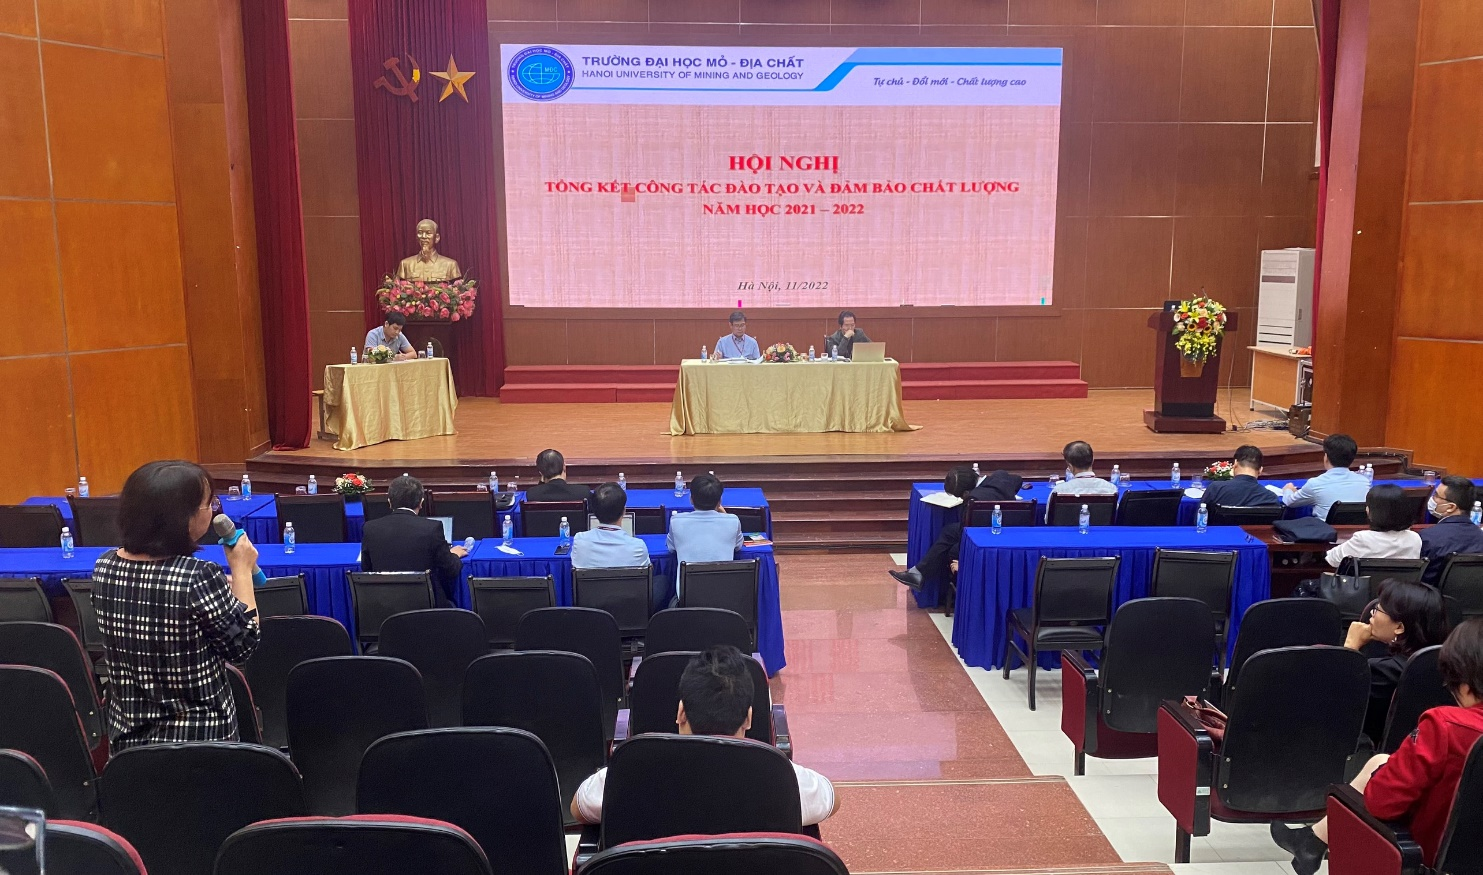 TRƯỜNG ĐẠI HỌC MỎ - ĐỊA CHẤT
HANOI UNIVERSITY OF MINING AND GEOLOGY
Tự chủ - Đổi mới - Chất lượng cao
HỘI NGHỊ
TỔNG KẾT CÔNG TÁC ĐÀO TẠO VÀ ĐẢM BẢO CHẤT LƯỢNG
NĂM HỌC 2021 – 2022
Hà Nội, 11/2022